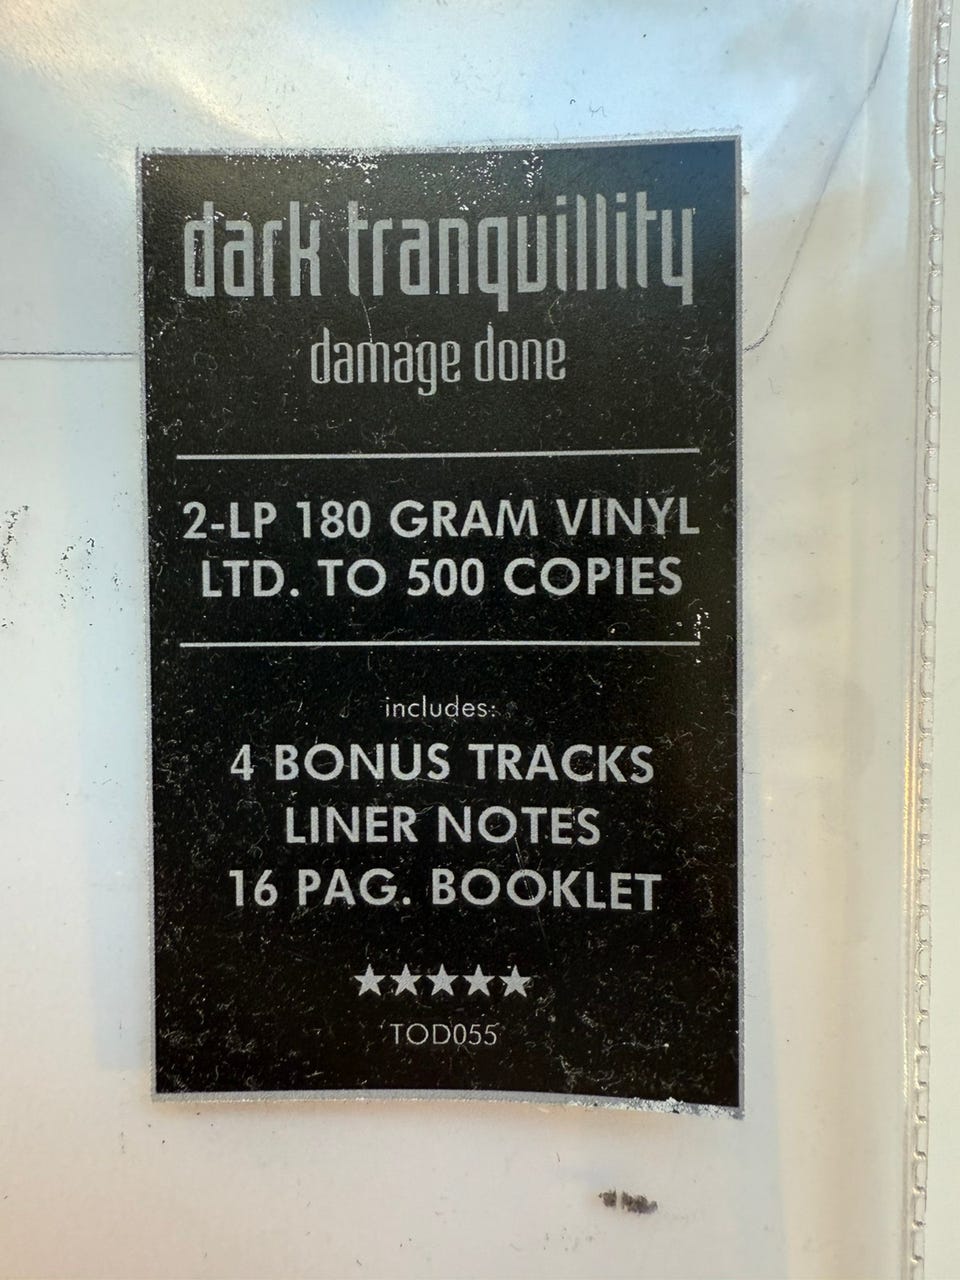 dark tranquillity
damage done
2-LP 180 GRAM VINYL
LTD. TO 500 COPIES
includes:
4 BONUS TRACKS
LINER NOTES
16 PAG. BOOKLET
★★★★★
TOD055